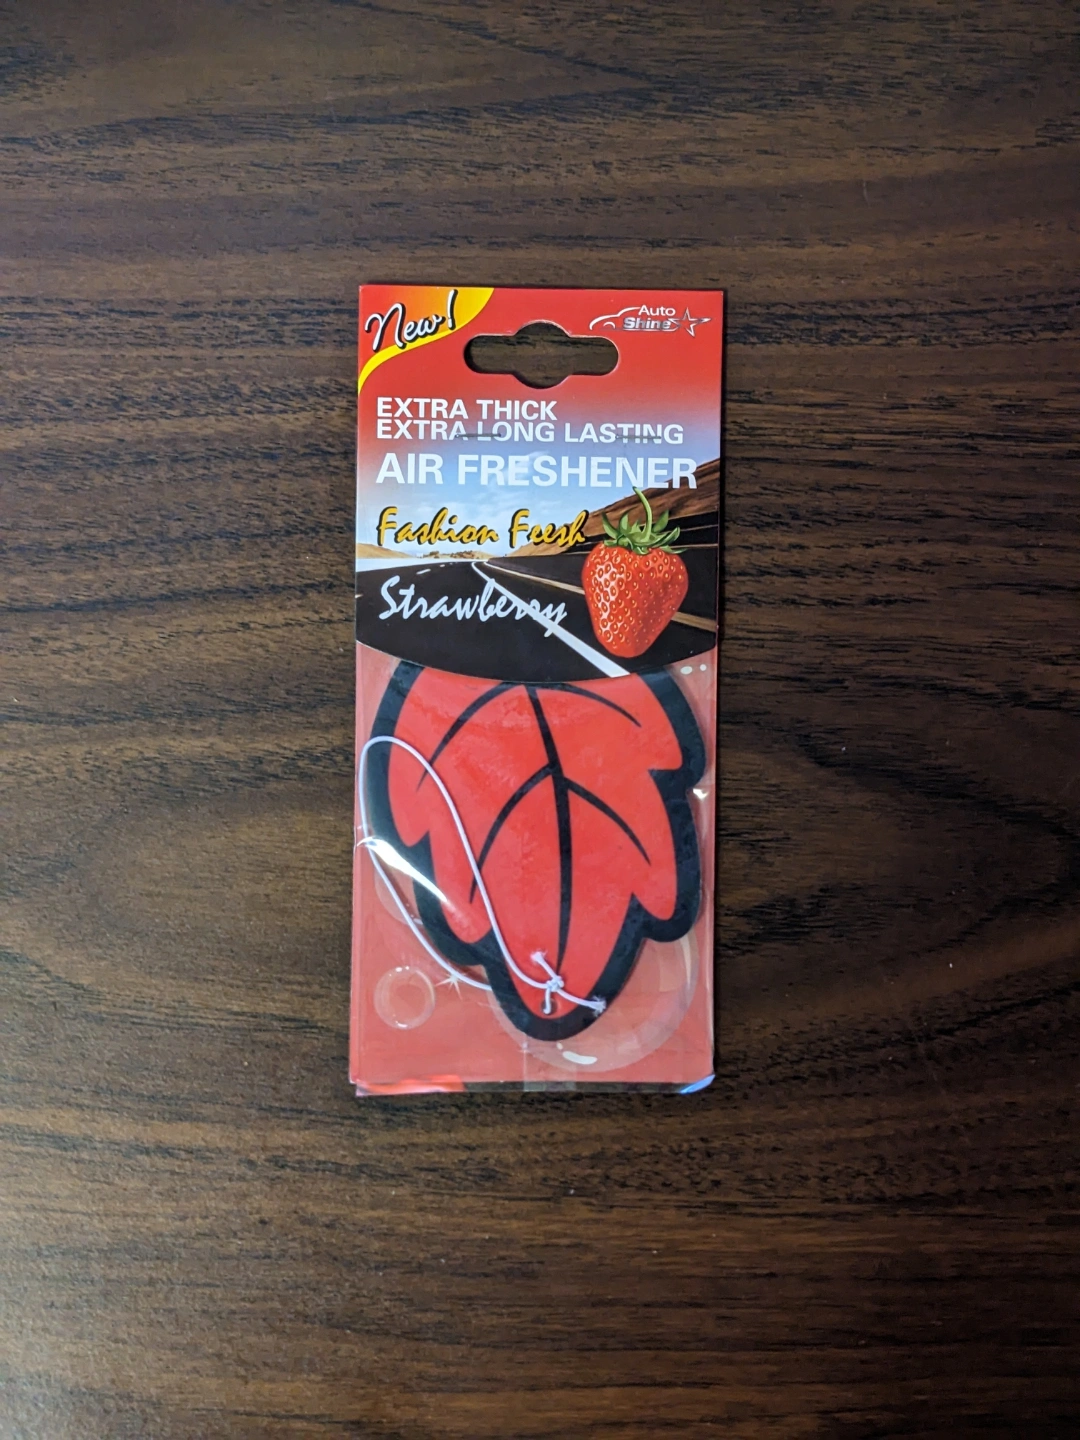 New!
Auto
Shine
EXTRA THICK
EXTRA LONG LASTING
AIR FRESHENER
Fashion Feesh
Strawberry